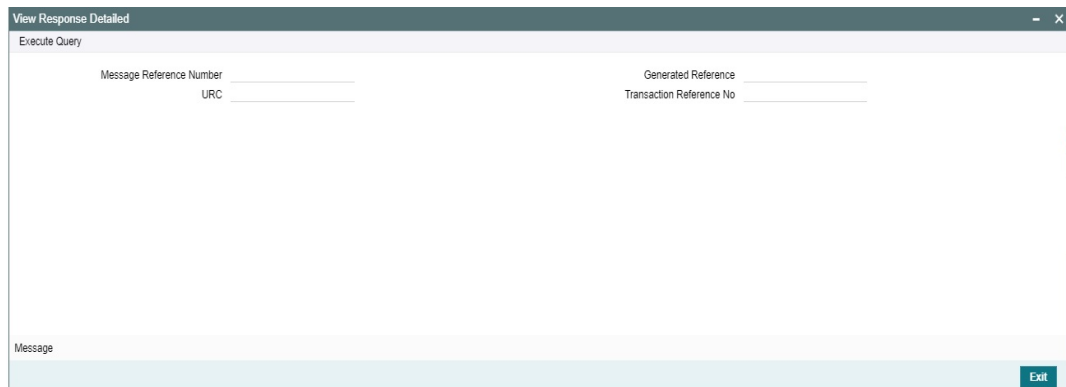 View Response Detailed
Execute Query
Message Reference Number Generated Reference
URC Transaction Reference No
Message
Exit